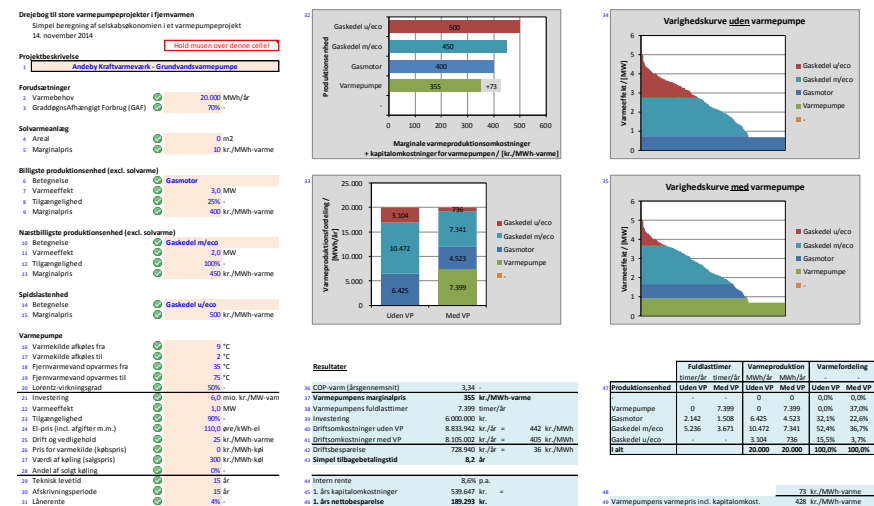 Drejebog til store varmepumpeprojekter i fjernvarmen
Simpel beregning af selskabsøkonomien i et varmepumpeprojekt
14. november 2014
Hold musen over denne celle!
Projektbeskrivelse
1 Andeby Kraftvarmeværk - Grundvandsvarmepumpe
Forudsætninger
2 Varmebehov 20.000 MWh/år
3 GraddøgnsAfhængigt Forbrug (GAF) 70% -
Solvarmeanlæg
4 Areal 0 m2
5 Marginalpris 10 kr./MWh-varme
Billigste produktionsenhed (excl. solvarme)
6 Betegnelse Gasmotor
7 Varmeeffekt 3,0 MW
8 Tilgængelighed 25% -
9 Marginalpris 400 kr./MWh-varme
Næstbilligste produktionsenhed (excl. solvarme)
10 Betegnelse Gaskedel m/eco
11 Varmeeffekt 2,0 MW
12 Tilgængelighed 100% -
13 Marginalpris 450 kr./MWh-varme
Spidslastenhed
14 Betegnelse Gaskedel u/eco
15 Marginalpris 500 kr./MWh-varme
Varmepumpe
16 Varmekilde afkøles fra 9 °C
17 Varmekilde afkøles til 2 °C
18 Fjernvarmevand opvarmes fra 35 °C
19 Fjernvarmevand opvarmes til 75 °C
20 Lorentz-virkningsgrad 50% -
21 Investering 6,0 mio. kr./MW-varm
22 Varmeeffekt 1,0 MW
23 Tilgængelighed 90% -
24 El-pris (incl. afgifter m.m.) 110,0 øre/kWh-el
25 Drift og vedligehold 25 kr./MWh-varme
26 Pris for varmekilde (købspris) 0 kr./MWh-køl
27 Værdi af køling (salgspris) 300 kr./MWh-køl
28 Andel af solgt køling 0% -
29 Teknisk levetid 15 år
30 Afskrivningsperiode 15 år
31 Lånerente 4% -
32
Produktionsenhed
Gaskedel u/eco 500
Gaskedel m/eco 450
Gasmotor 400
Varmepumpe 355 +73
-
0 100 200 300 400 500 600
Marginale varmeproduktionsomkostninger
+ kapitalomkostninger for varmepumpen / [kr./MWh-varme]
33
Varmeproduktionsfordeling / [MWh/år]
25.000
20.000
15.000
10.000
5.000
0
3.104
10.472
6.425
736
7.341
4.523
7.399
Uden VP Med VP
Gaskedel u/eco
Gaskedel m/eco
Gasmotor
Varmepumpe
-
34
Varighedskurve uden varmepumpe
Varmeeffekt / [MW]
6
5
4
3
2
1
0
Gaskedel u/eco
Gaskedel m/eco
Gasmotor
Varmepumpe
-
35
Varighedskurve med varmepumpe
Varmeeffekt / [MW]
6
5
4
3
2
1
0
Gaskedel u/eco
Gaskedel m/eco
Gasmotor
Varmepumpe
-
Resultater
36 COP-varm (årsgennemsnit) 3,34 -
37 Varmepumpens marginalpris 355 kr./MWh-varme
38 Varmepumpens fuldlasttimer 7.399 timer/år
39 Investering 6.000.000 kr.
40 Driftsomkostninger uden VP 8.833.942 kr./år = 442 kr./MWh
41 Driftsomkostninger med VP 8.105.002 kr./år = 405 kr./MWh
42 Driftsbesparelse 728.940 kr./år = 36 kr./MWh
43 Simpel tilbagebetalingstid 8,2 år
44 Intern rente 8,6% p.a.
45 1. års kapitalomkostninger 539.647 kr. =
46 1. års nettobesparelse 189.293 kr.
Fuldlasttimer Varmeproduktion Varmefordeling
timer/år timer/år MWh/år MWh/år - -
47 Produktionsenhed Uden VP Med VP Uden VP Med VP Uden VP Med VP
- - - 0 0 0,0% 0,0%
Varmepumpe 0 7.399 0 7.399 0,0% 37,0%
Gasmotor 2.142 1.508 6.425 4.523 32,1% 22,6%
Gaskedel m/eco 5.236 3.671 10.472 7.341 52,4% 36,7%
Gaskedel u/eco - - 3.104 736 15,5% 3,7%
I alt 20.000 20.000 100,0% 100,0%
48 73 kr./MWh-varme
49 Varmepumpens varmepris incl. kapitalomkost. 428 kr./MWh-varme